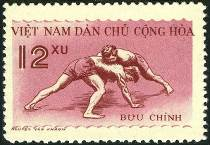 VIỆT NAM DÂN CHỦ CỘNG HÒA
12 XU
BƯU CHÍNH